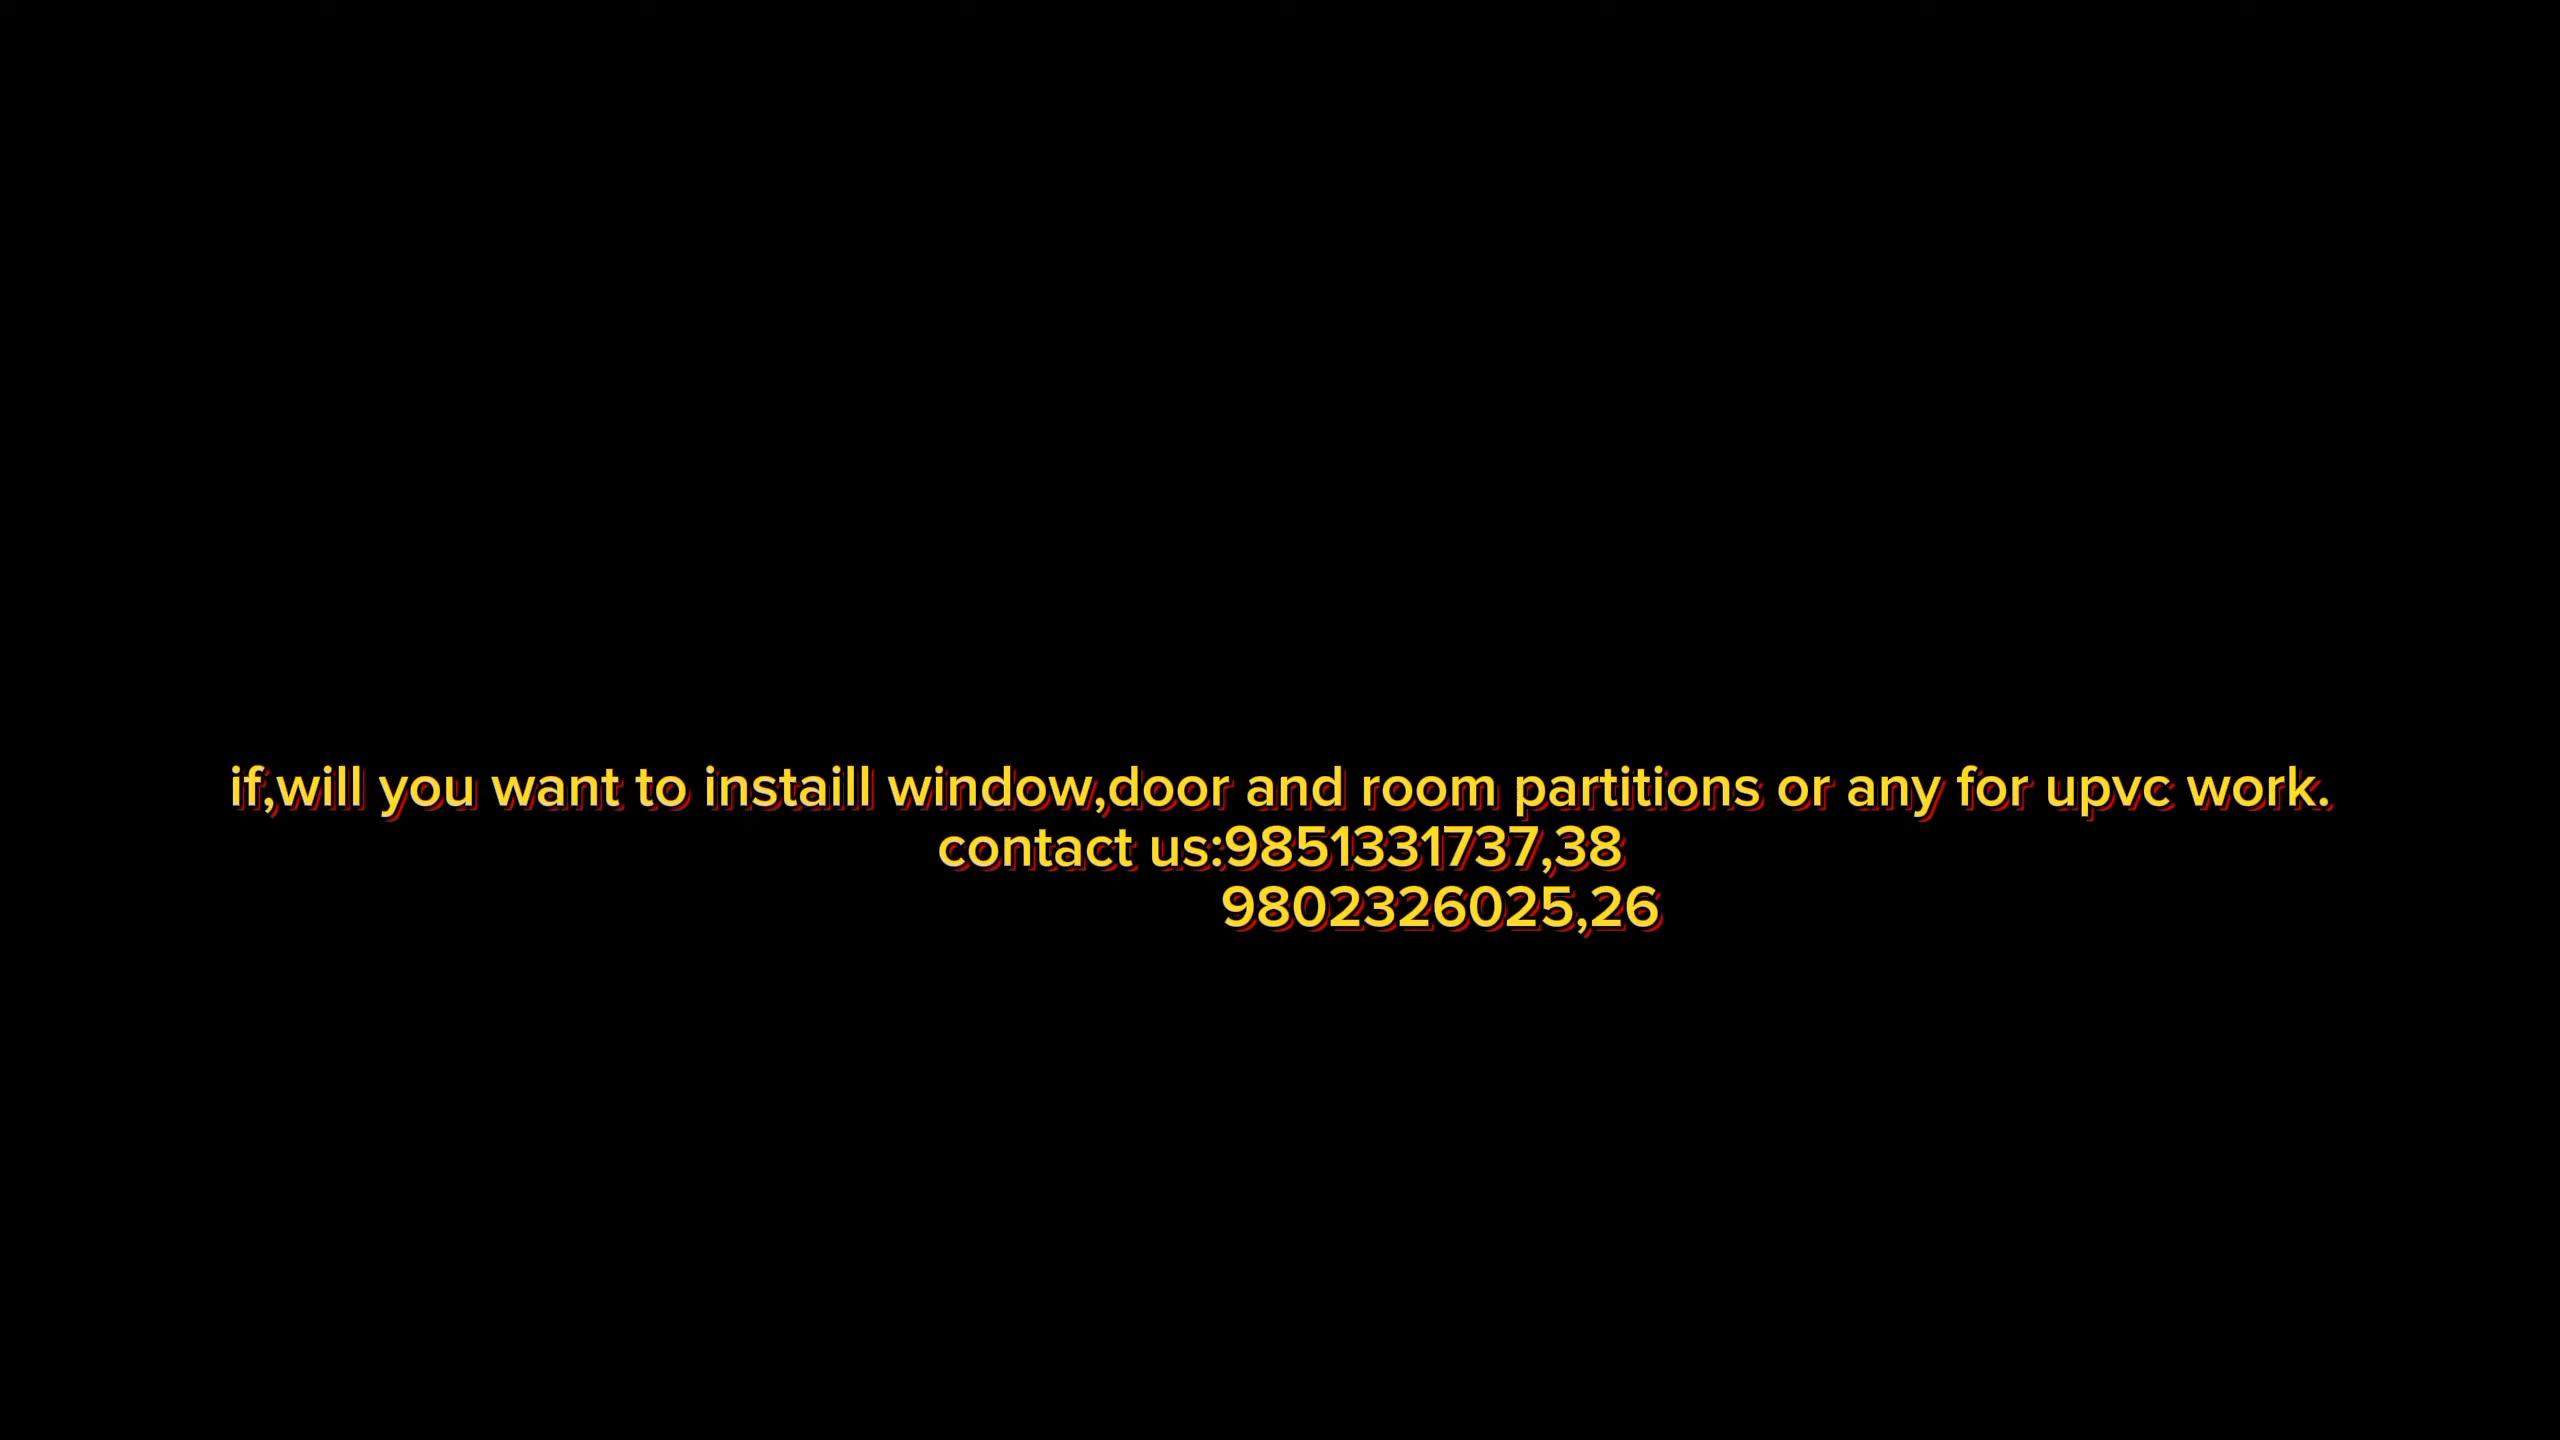 if,will you want to instaill window,door and room partitions or any for upvc work.
contact us:9851331737,38
9802326025,26